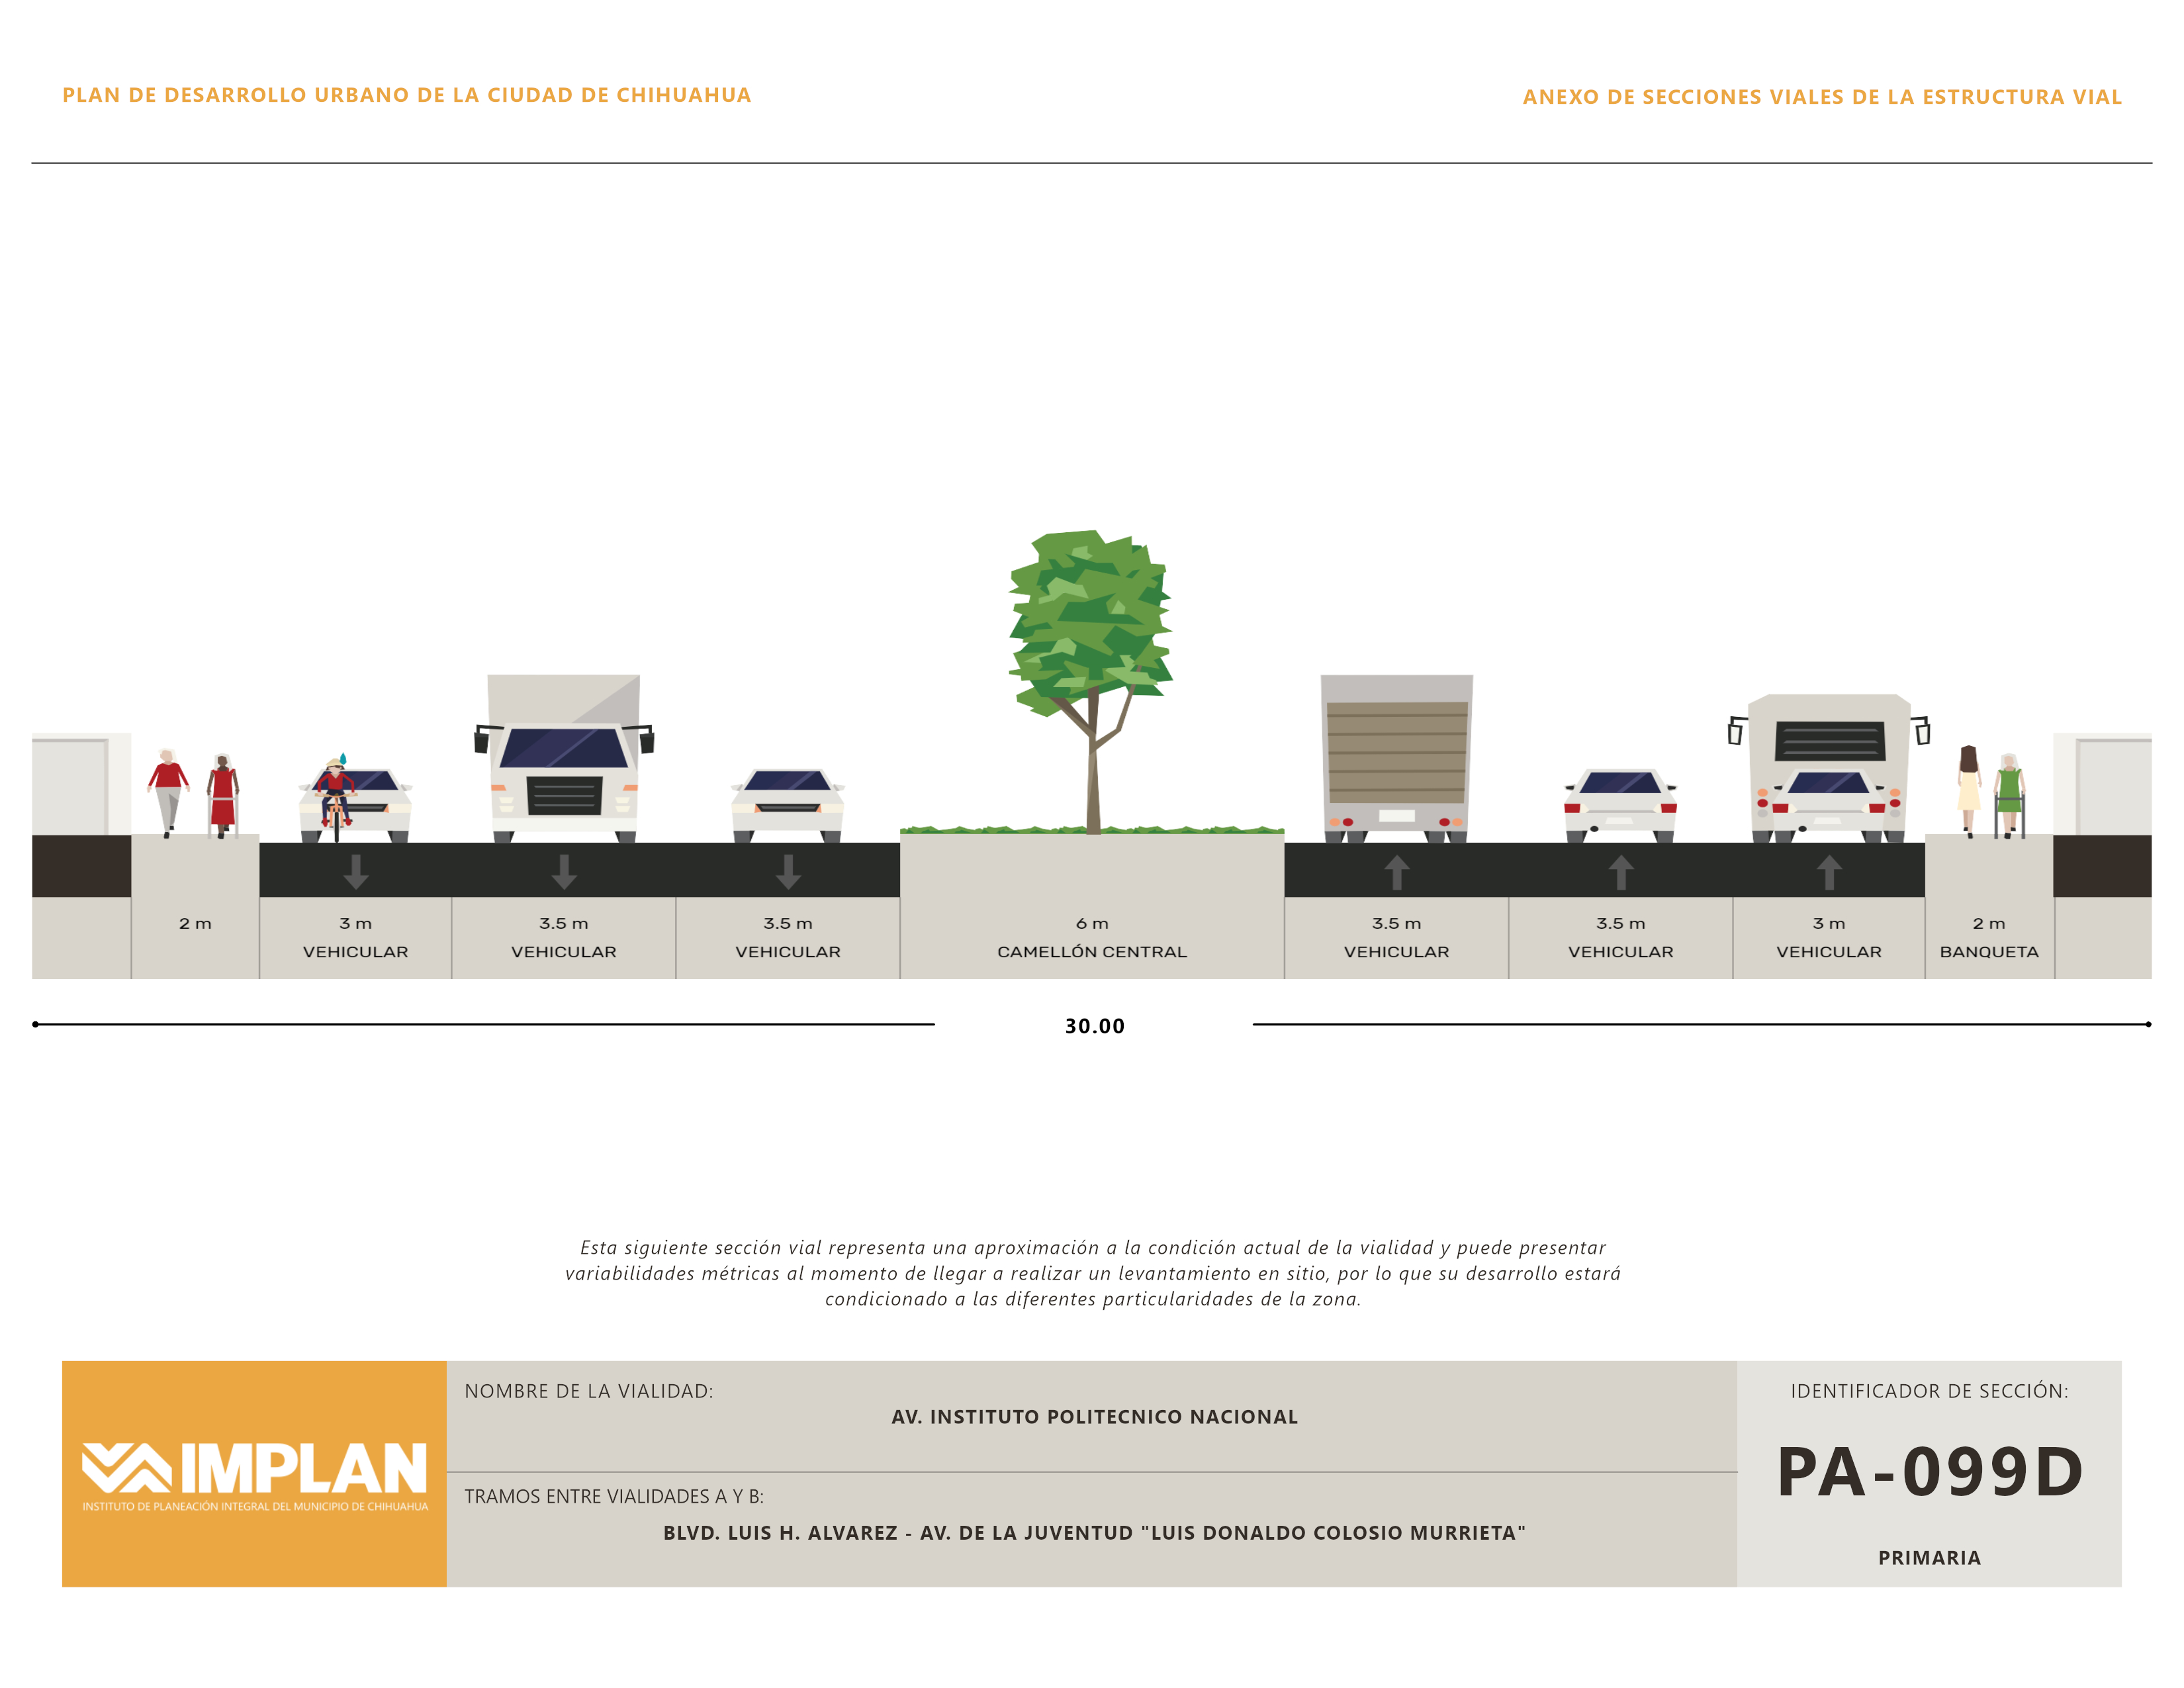 PLAN DE DESARROLLO URBANO DE LA CIUDAD DE CHIHUAHUA
ANEXO DE SECCIONES VIALES DE LA ESTRUCTURA VIAL
2 m
3 m
VEHICULAR
3.5 m
VEHICULAR
3.5 m
VEHICULAR
6 m
CAMELLÓN CENTRAL
3.5 m
VEHICULAR
3.5 m
VEHICULAR
3 m
VEHICULAR
2 m
BANQUETA
30.00
Esta siguiente sección vial representa una aproximación a la condición actual de la vialidad y puede presentar
variabilidades métricas al momento de llegar a realizar un levantamiento en sitio, por lo que su desarrollo estará
condicionado a las diferentes particularidades de la zona.
IMPLAN
INSTITUTO DE PLANEACIÓN INTEGRAL DEL MUNICIPIO DE CHIHUAHUA
NOMBRE DE LA VIALIDAD:
AV. INSTITUTO POLITECNICO NACIONAL
TRAMOS ENTRE VIALIDADES A Y B:
BLVD. LUIS H. ALVAREZ - AV. DE LA JUVENTUD "LUIS DONALDO COLOSIO MURRIETA"
IDENTIFICADOR DE SECCIÓN:
PA-099D
PRIMARIA